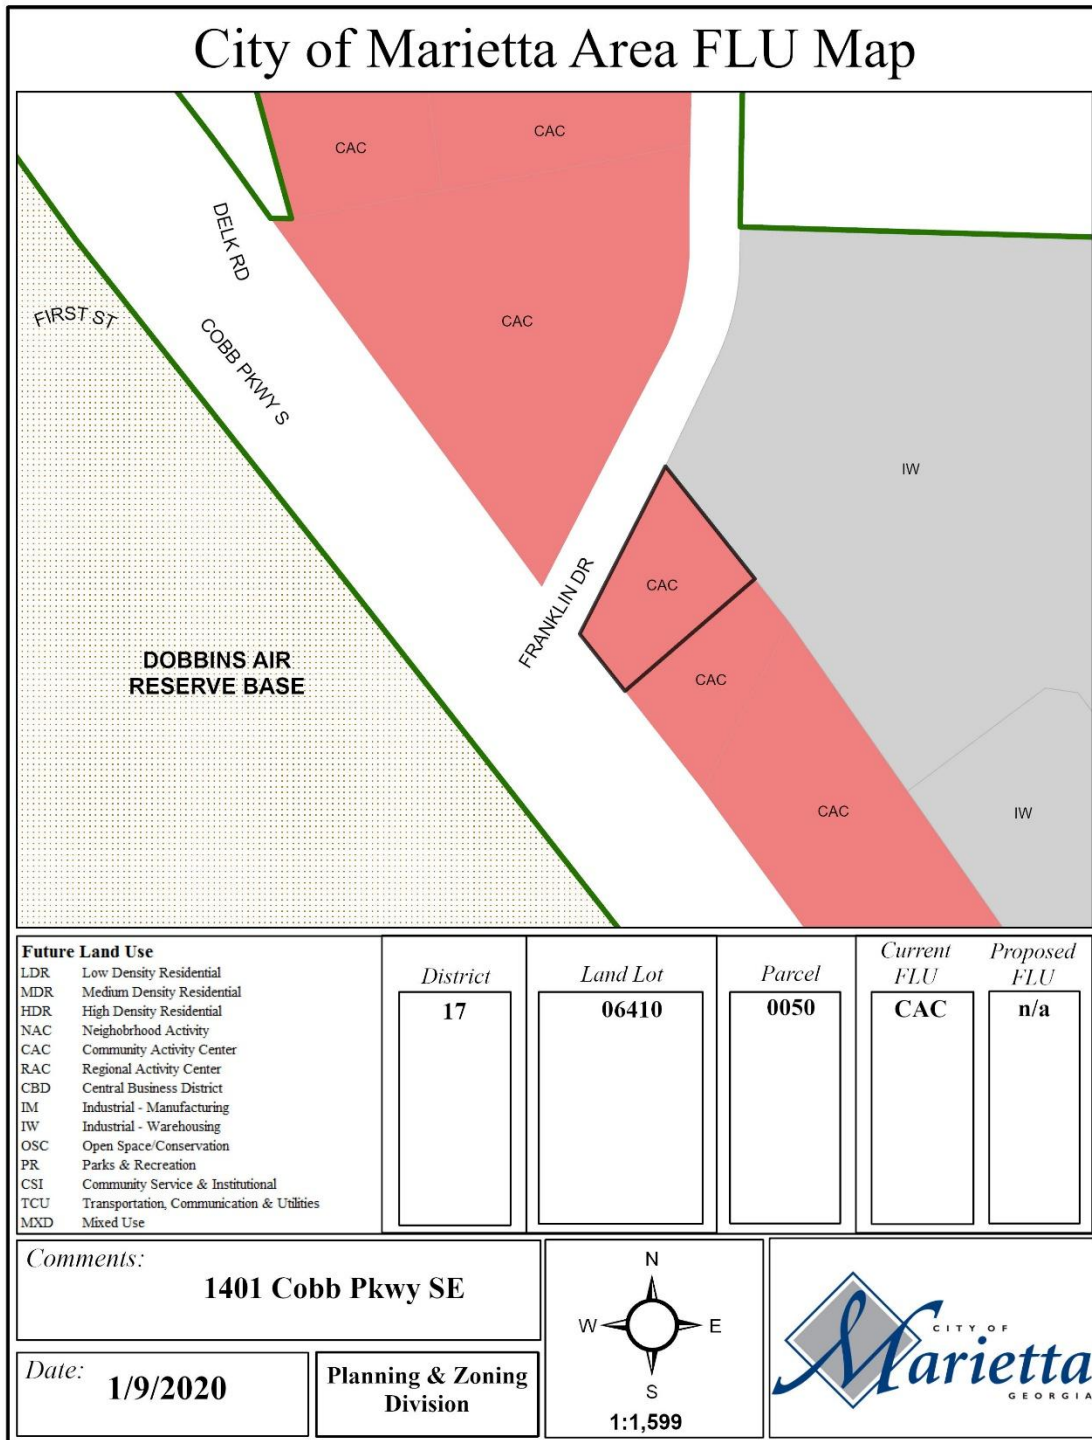 City of Marietta Area FLU Map
CAC
CAC
DELK RD
FIRST ST
COBB PKWY S
CAC
IW
FRANKLIN DR
CAC
DOBBINS AIR
RESERVE BASE
CAC
CAC
IW
Future Land Use
LDR Low Density Residential
MDR Medium Density Residential
HDR High Density Residential
NAC Neighobrhood Activity
CAC Community Activity Center
RAC Regional Activity Center
CBD Central Business District
IM Industrial - Manufacturing
IW Industrial - Warehousing
OSC Open Space/Conservation
PR Parks & Recreation
CSI Community Service & Institutional
TCU Transportation, Communication & Utilities
MXD Mixed Use
District
17
Land Lot
06410
Parcel
0050
Current
FLU
CAC
Proposed
FLU
n/a
Comments:
1401 Cobb Pkwy SE
Date: 1/9/2020
Planning & Zoning
Division
N
W E
S
1:1,599
CITY OF
Marietta
GEORGIA